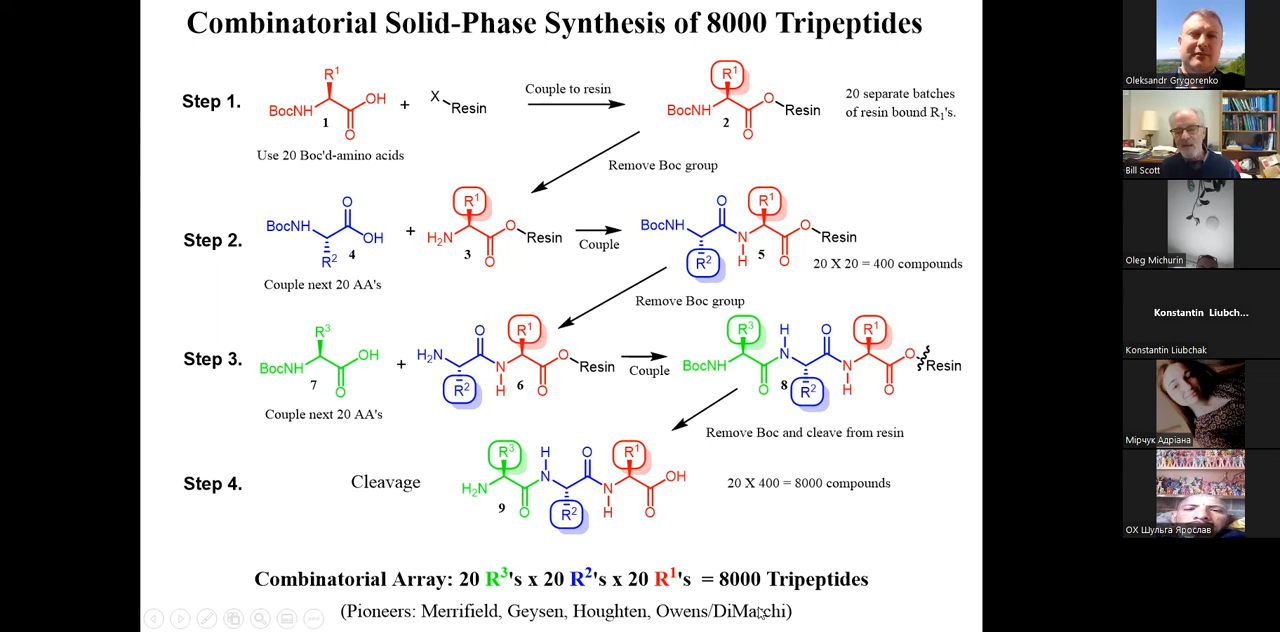 Combinatorial Solid-Phase Synthesis of 8000 Tripeptides
Step 1.
R¹
BocNH
OH
O
1
+
X
Resin
Couple to resin
R¹
BocNH
O
Resin
O
2
20 separate batches
of resin bound R₁'s.
Use 20 Boc'd-amino acids
Remove Boc group
Step 2.
BocNH
O
OH
R²
4
+
R¹
H₂N
O
Resin
O
3
Couple
BocNH
O
R²
N
H
R¹
O
Resin
O
5
20 X 20 = 400 compounds
Couple next 20 AA's
Remove Boc group
Step 3.
R³
BocNH
OH
O
7
+
H₂N
O
R²
N
H
R¹
O
Resin
O
6
Couple
R³
BocNH
O
H
N
8
R²
O
N
H
R¹
O
Resin
O
Couple next 20 AA's
Remove Boc and cleave from resin
Step 4.
Cleavage
R³
H₂N
O
9
H
N
R²
O
N
H
R¹
OH
O
20 X 400 = 8000 compounds
Combinatorial Array: 20 R³'s x 20 R²'s x 20 R¹'s = 8000 Tripeptides
(Pioneers: Merrifield, Geysen, Houghten, Owens/DiMarchi)
Oleksandr Grygorenko
Bill Scott
Oleg Michurin
Konstantin Liubch...
Konstantin Liubchak
Мірчук Адріана
ОХ Шульга Ярослав